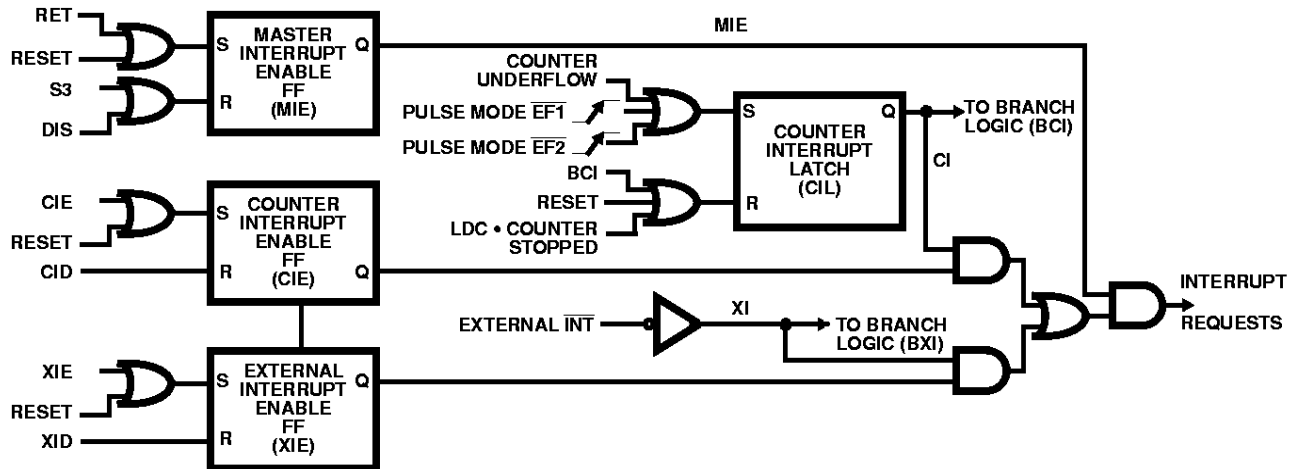 RET
RESET
S3
DIS
S
R
Q
MASTER
INTERRUPT
ENABLE
FF
(MIE)
MIE
COUNTER
UNDERFLOW
PULSE MODE EF1
PULSE MODE EF2
BCI
RESET
LDC • COUNTER
STOPPED
S
R
Q
COUNTER
INTERRUPT
LATCH
(CIL)
TO BRANCH
LOGIC (BCI)
CI
CIE
RESET
CID
S
R
Q
COUNTER
INTERRUPT
ENABLE
FF
(CIE)
EXTERNAL INT
XI
TO BRANCH
LOGIC (BXI)
INTERRUPT
REQUESTS
XIE
RESET
XID
S
R
Q
EXTERNAL
INTERRUPT
ENABLE
FF
(XIE)